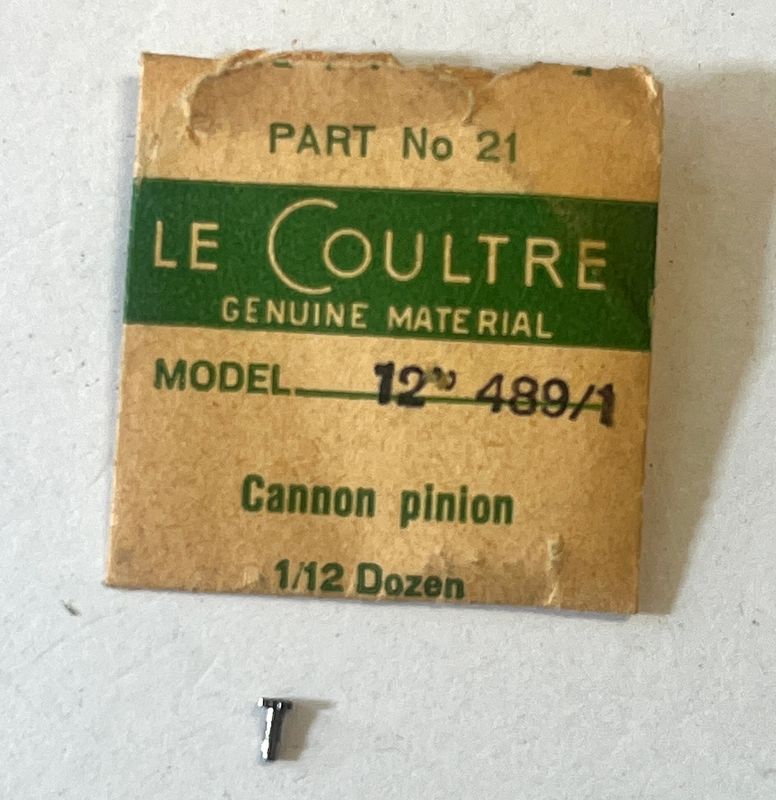 PART No 21
LE COULTRE
GENUINE MATERIAL
MODEL 12''' 489/1
Cannon pinion
1/12 Dozen